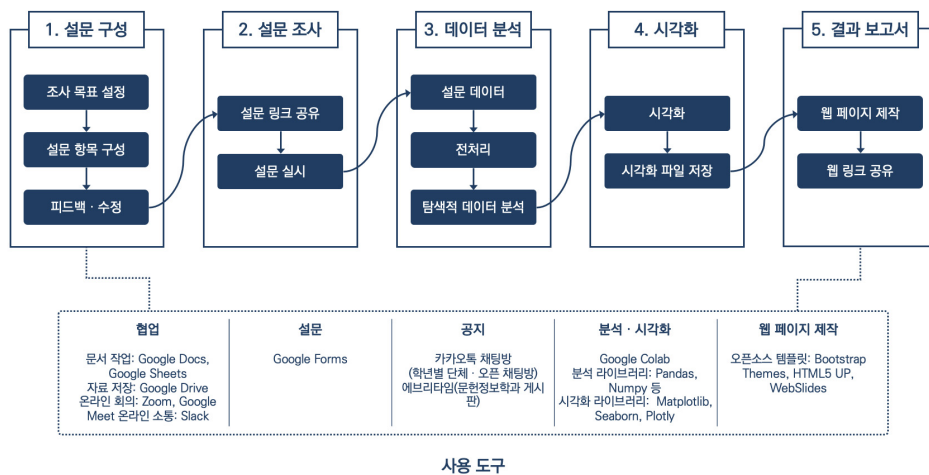 1. 설문 구성
조사 목표 설정
설문 항목 구성
피드백 · 수정
2. 설문 조사
설문 링크 공유
설문 실시
3. 데이터 분석
설문 데이터
전처리
탐색적 데이터 분석
4. 시각화
시각화
시각화 파일 저장
5. 결과 보고서
웹 페이지 제작
웹 링크 공유
협업
문서 작업: Google Docs,
Google Sheets
자료 저장: Google Drive
온라인 회의: Zoom, Google
Meet 온라인 소통: Slack
설문
Google Forms
공지
카카오톡 채팅방
(학년별 단체 · 오픈 채팅방)
에브리타임(문헌정보학과 게시
판)
분석 · 시각화
Google Colab
분석 라이브러리: Pandas,
Numpy 등
시각화 라이브러리: Matplotlib,
Seaborn, Plotly
웹 페이지 제작
오픈소스 템플릿: Bootstrap
Themes, HTML5 UP,
WebSlides
사용 도구